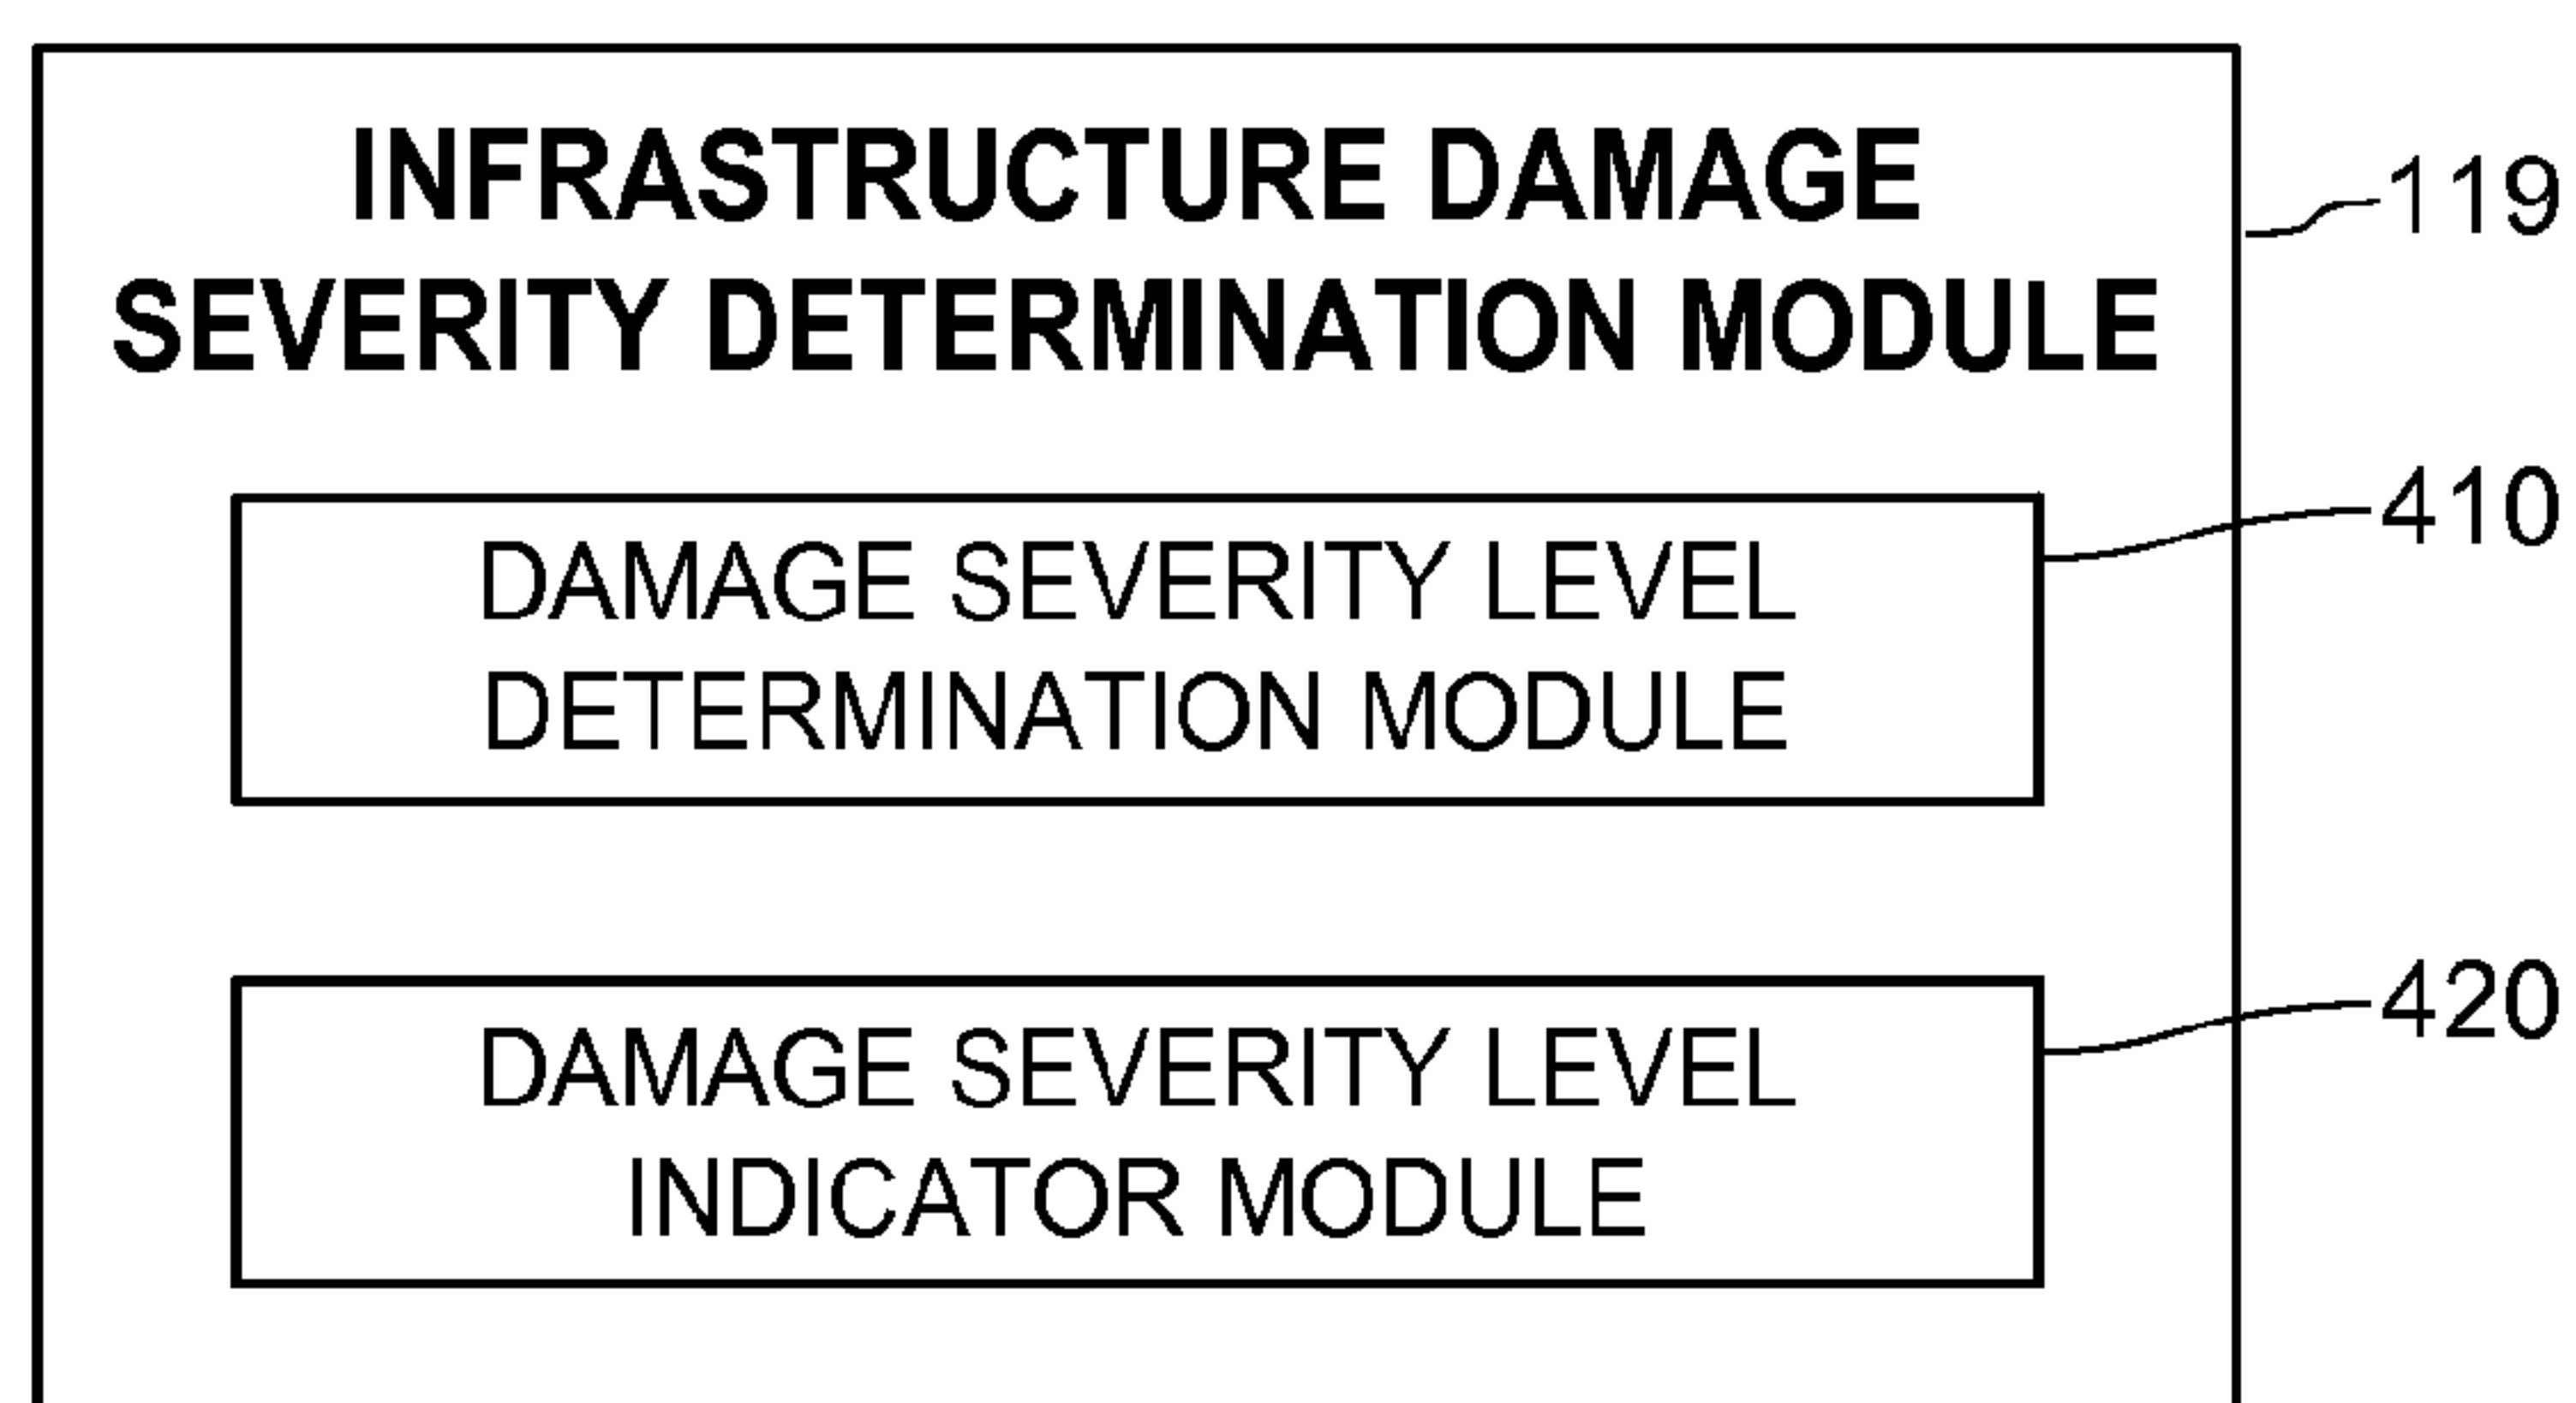 INFRASTRUCTURE DAMAGE
SEVERITY DETERMINATION MODULE
119
DAMAGE SEVERITY LEVEL
DETERMINATION MODULE
410
DAMAGE SEVERITY LEVEL
INDICATOR MODULE
420